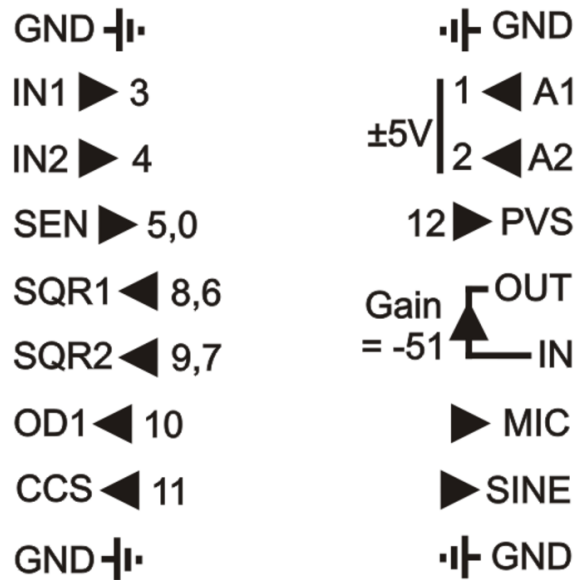 GND
IN1 3
IN2 4
SEN 5,0
SQR1 8,6
SQR2 9,7
OD1 10
CCS 11
GND
GND
1 A1
±5V
2 A2
12 PVS
OUT
Gain
= -51
IN
MIC
SINE
GND